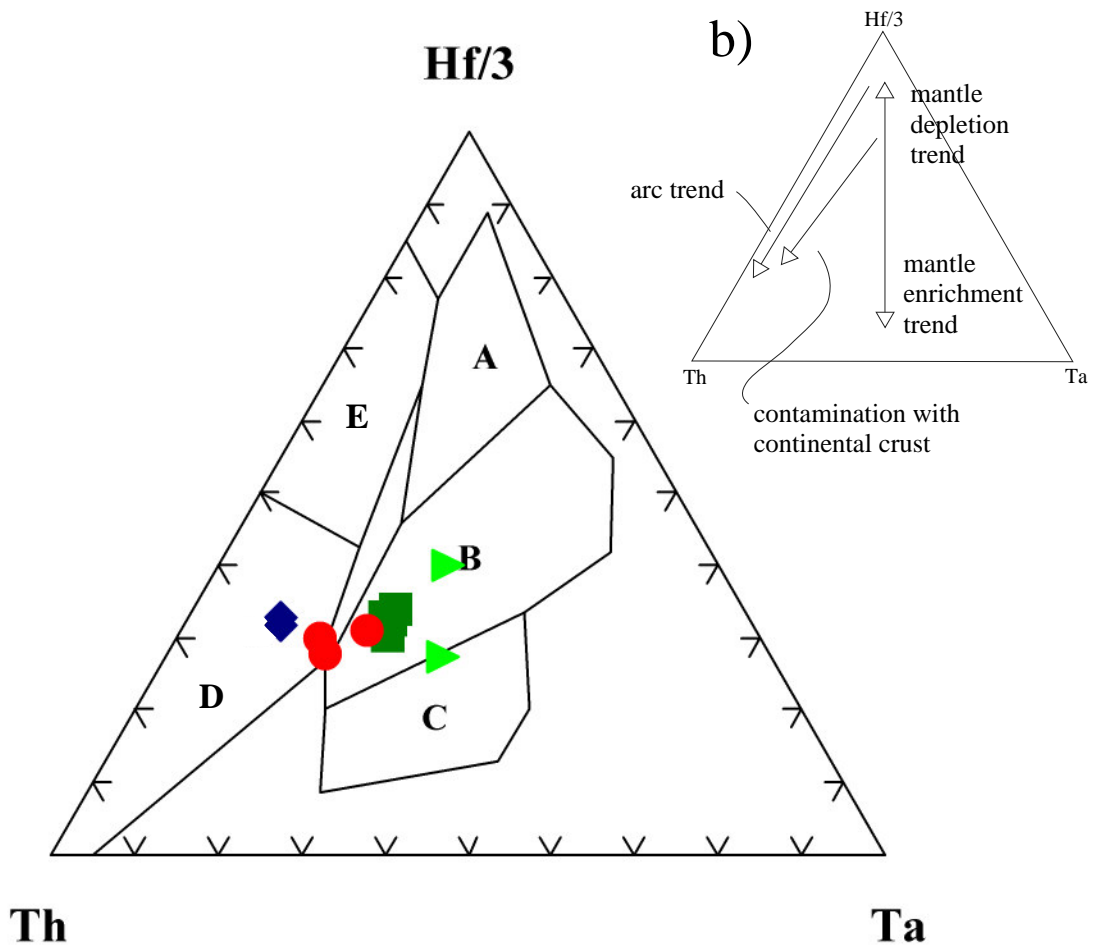 Hf/3
A
E
B
D
C
Th
Ta
b)
Hf/3
mantle
depletion
trend
arc trend
mantle
enrichment
trend
Th
Ta
contamination with
continental crust